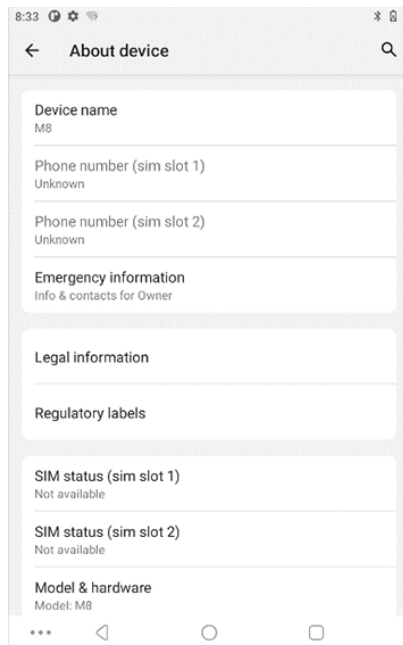 8:33
About device
Device name
M8
Phone number (sim slot 1)
Unknown
Phone number (sim slot 2)
Unknown
Emergency information
Info & contacts for Owner
Legal information
Regulatory labels
SIM status (sim slot 1)
Not available
SIM status (sim slot 2)
Not available
Model & hardware
Model: M8